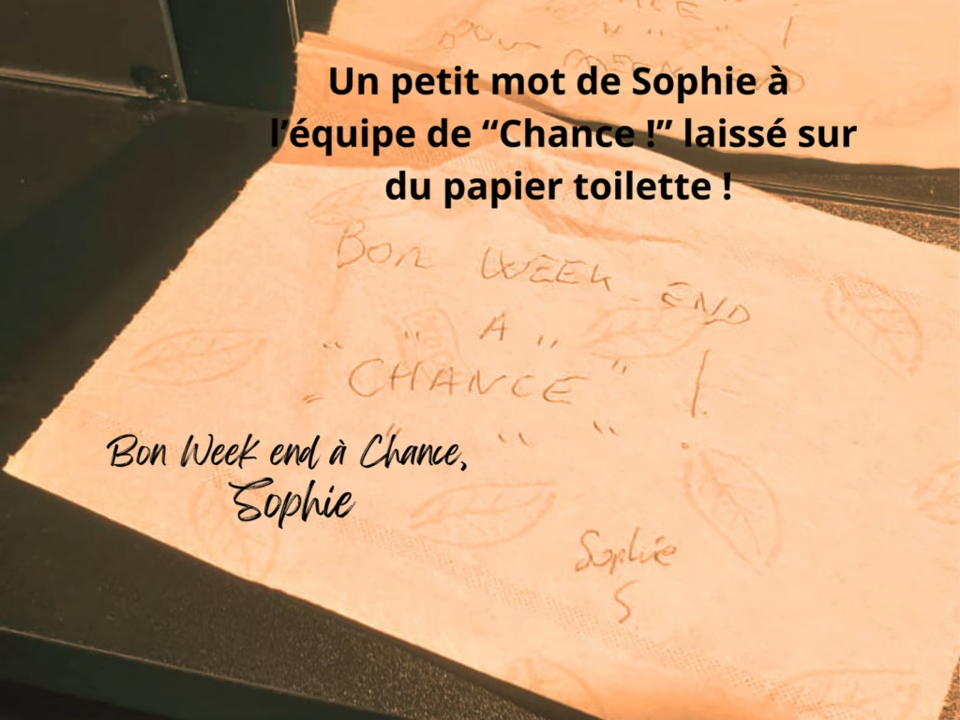 Un petit mot de Sophie à
l'équipe de “Chance !” laissé sur
du papier toilette !
BON WEEK END
A
" CHANCE " !
Bon Week end à Chance,
Sophie
Sophie
S